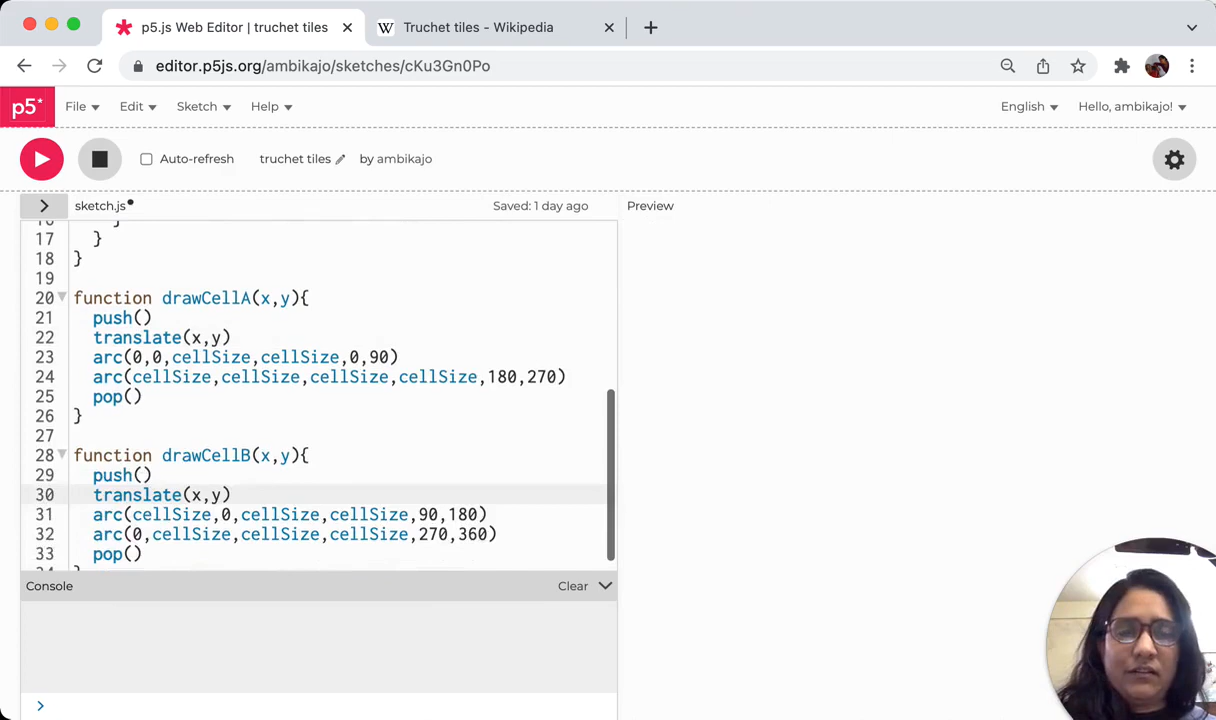 p5.js Web Editor | truchet tiles
W Truchet tiles - Wikipedia
editor.p5js.org/ambikajo/sketches/cKu3Gn0Po
p5* File Edit Sketch Help English Hello, ambikajo!
Auto-refresh truchet tiles by ambikajo
sketch.js Saved: 1 day ago Preview
17 }
18 }
19
20 function drawCellA(x,y){
21 push()
22 translate(x,y)
23 arc(0,0,cellSize,cellSize,0,90)
24 arc(cellSize,cellSize,cellSize,cellSize,180,270)
25 pop()
26 }
27
28 function drawCellB(x,y){
29 push()
30 translate(x,y)
31 arc(cellSize,0,cellSize,cellSize,90,180)
32 arc(0,cellSize,cellSize,cellSize,270,360)
33 pop()
Console Clear
>